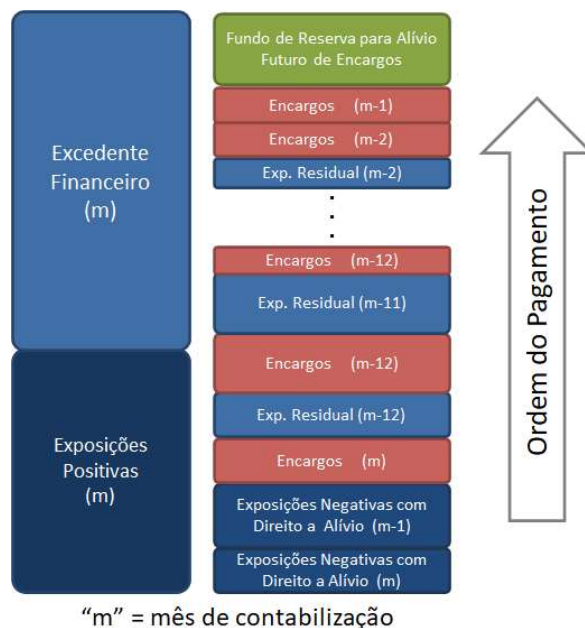 Fundo de Reserva para Alívio
Futuro de Encargos
Encargos (m-1)
Encargos (m-2)
Exp. Residual (m-2)
Encargos (m-12)
Exp. Residual (m-11)
Encargos (m-12)
Exp. Residual (m-12)
Encargos (m)
Exposições Negativas com
Direito a Alívio (m-1)
Exposições Negativas com
Direito a Alívio (m)
Excedente
Financeiro
(m)
Exposições
Positivas
(m)
Ordem do Pagamento
“m” = mês de contabilização